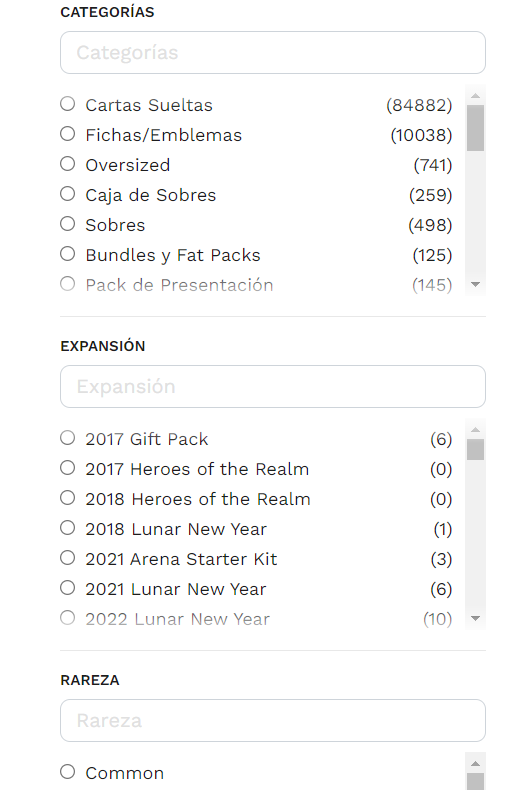 CATEGORÍAS
Categorías
Cartas Sueltas (84882)
Fichas/Emblemas (10038)
Oversized (741)
Caja de Sobres (259)
Sobres (498)
Bundles y Fat Packs (125)
Pack de Presentación (145)
EXPANSIÓN
Expansión
2017 Gift Pack (6)
2017 Heroes of the Realm (0)
2018 Heroes of the Realm (0)
2018 Lunar New Year (1)
2021 Arena Starter Kit (3)
2021 Lunar New Year (6)
2022 Lunar New Year (10)
RAREZA
Rareza
Common